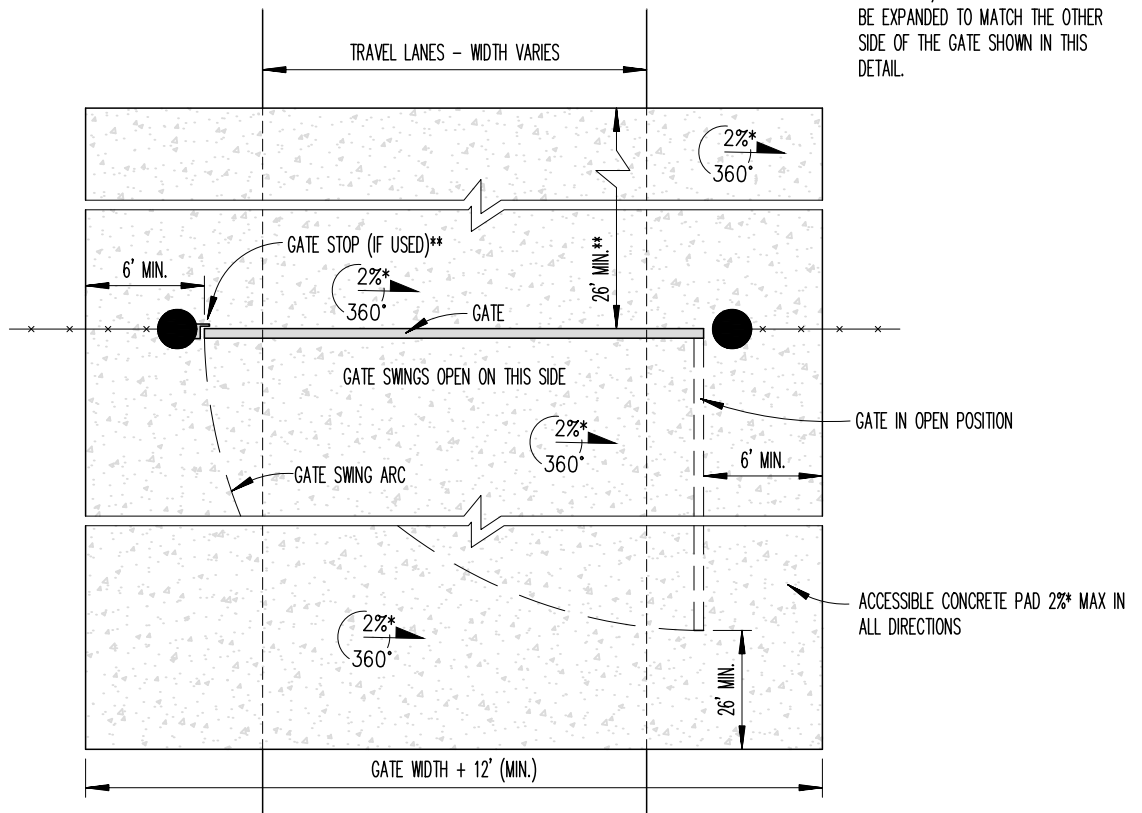 BE EXPANDED TO MATCH THE OTHER
SIDE OF THE GATE SHOWN IN THIS
DETAIL.
TRAVEL LANES - WIDTH VARIES
2%*
360°
GATE STOP (IF USED)**
6' MIN.
2%*
360°
26' MIN.**
GATE
GATE SWINGS OPEN ON THIS SIDE
GATE IN OPEN POSITION
2%*
360°
6' MIN.
GATE SWING ARC
ACCESSIBLE CONCRETE PAD 2%* MAX IN
ALL DIRECTIONS
2%*
360°
26' MIN.
GATE WIDTH + 12' (MIN.)